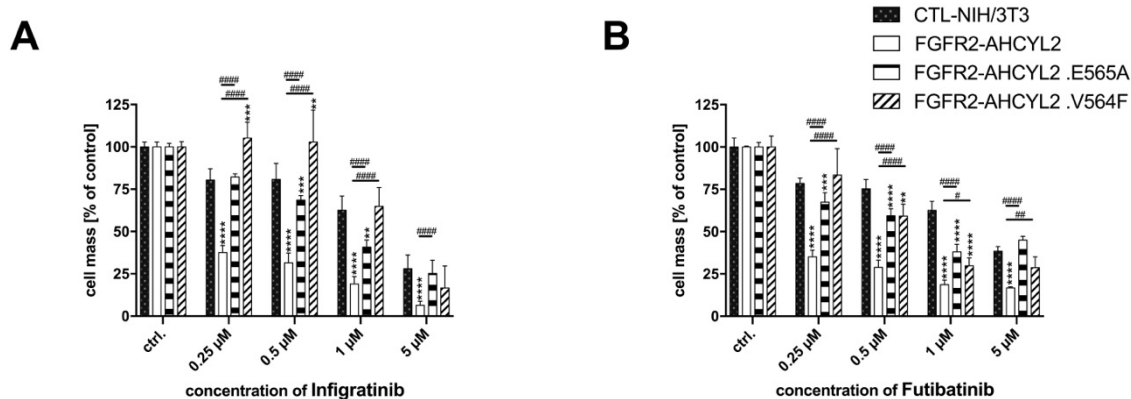 A
B
CTL-NIH/3T3
FGFR2-AHCYL2
FGFR2-AHCYL2 .E565A
FGFR2-AHCYL2 .V564F
cell mass [% of control]
125
100
75
50
25
0
####
####
****
***
####
####
****
***
**
####
####
****
**
####
****
ctrl.
0.25 µM
0.5 µM
1 µM
5 µM
concentration of Infigratinib
cell mass [% of control]
125
100
75
50
25
0
####
####
****
***
####
####
****
****
**
####
#
****
****
****
####
##
****
ctrl.
0.25 µM
0.5 µM
1 µM
5 µM
concentration of Futibatinib